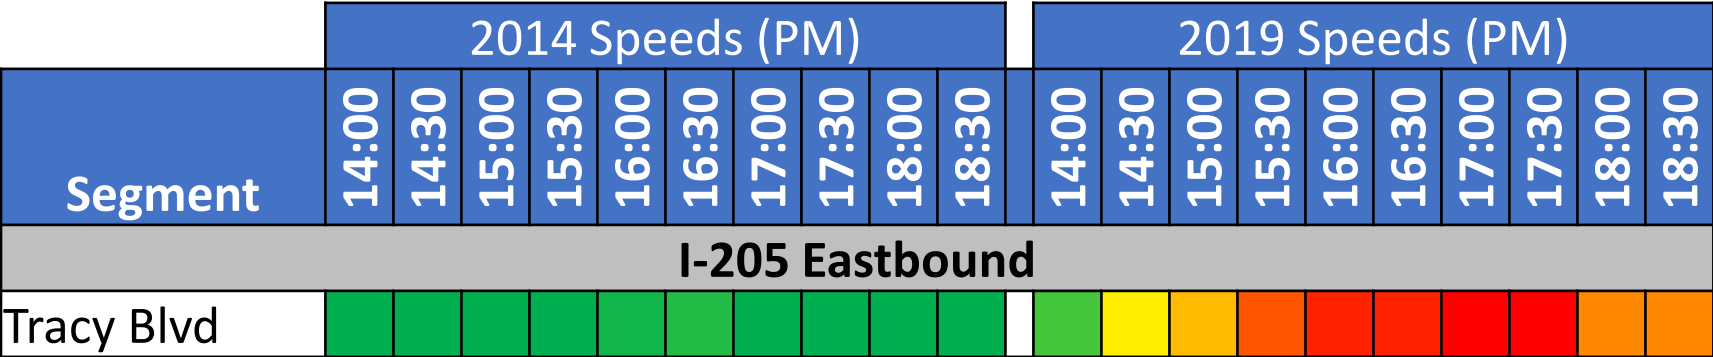 2014 Speeds (PM) 2019 Speeds (PM)
Segment 14:00 14:30 15:00 15:30 16:00 16:30 17:00 17:30 18:00 18:30 14:00 14:30 15:00 15:30 16:00 16:30 17:00 17:30 18:00 18:30
I-205 Eastbound
Tracy Blvd